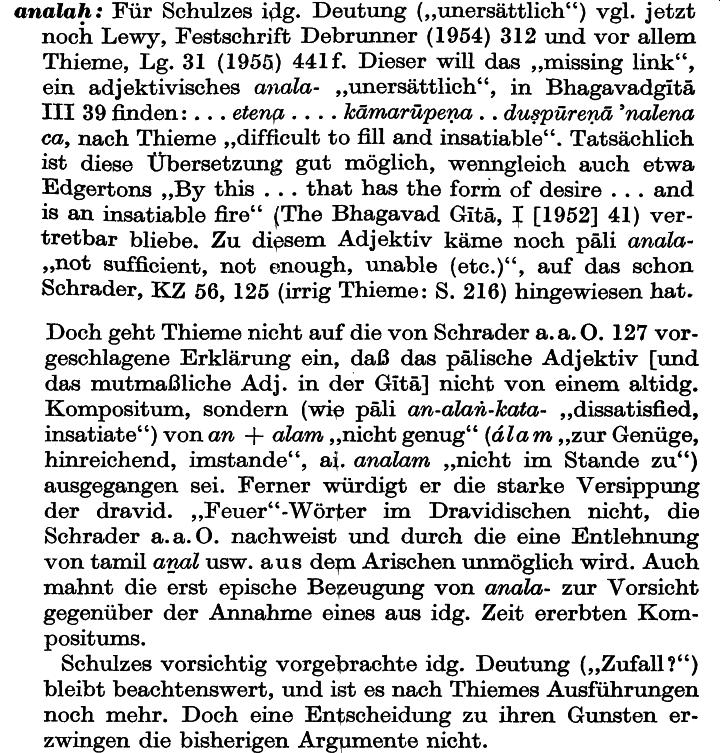 analaḥ: Für Schulzes idg. Deutung („unersättlich“) vgl. jetzt
noch Lewy, Festschrift Debrunner (1954) 312 und vor allem
Thieme, Lg. 31 (1955) 441f. Dieser will das „missing link“,
ein adjektivisches anala- „unersättlich“, in Bhagavadgītā
III 39 finden: . . . etena . . . . kāmarūpeṇa . . duṣpūreṇā ’nalena
ca, nach Thieme „difficult to fill and insatiable“. Tatsächlich
ist diese Übersetzung gut möglich, wenngleich auch etwa
Edgertons „By this . . . that has the form of desire . . . and
is an insatiable fire“ (The Bhagavad Gītā, I [1952] 41) ver-
tretbar bliebe. Zu diesem Adjektiv käme noch pāli anala-
„not sufficient, not enough, unable (etc.)“, auf das schon
Schrader, KZ 56, 125 (irrig Thieme: S. 216) hingewiesen hat.
Doch geht Thieme nicht auf die von Schrader a. a. O. 127 vor-
geschlagene Erklärung ein, daß das pālische Adjektiv [und
das mutmaßliche Adj. in der Gītā] nicht von einem altidg.
Kompositum, sondern (wie pāli an-alaṅ-kata- „dissatisfied,
insatiate“) von an + alam „nicht genug“ (álam „zur Genüge,
hinreichend, imstande“, ai. analam „nicht im Stande zu“)
ausgegangen sei. Ferner würdigt er die starke Versippung
der dravid. „Feuer“-Wörter im Dravidischen nicht, die
Schrader a. a. O. nachweist und durch die eine Entlehnung
von tamil aṉal usw. aus dem Arischen unmöglich wird. Auch
mahnt die erst epische Bezeugung von anala- zur Vorsicht
gegenüber der Annahme eines aus idg. Zeit ererbten Kom-
positums.
Schulzes vorsichtig vorgebrachte idg. Deutung („Zufall?“)
bleibt beachtenswert, und ist es nach Thiemes Ausführungen
noch mehr. Doch eine Entscheidung zu ihren Gunsten er-
zwingen die bisherigen Argumente nicht.